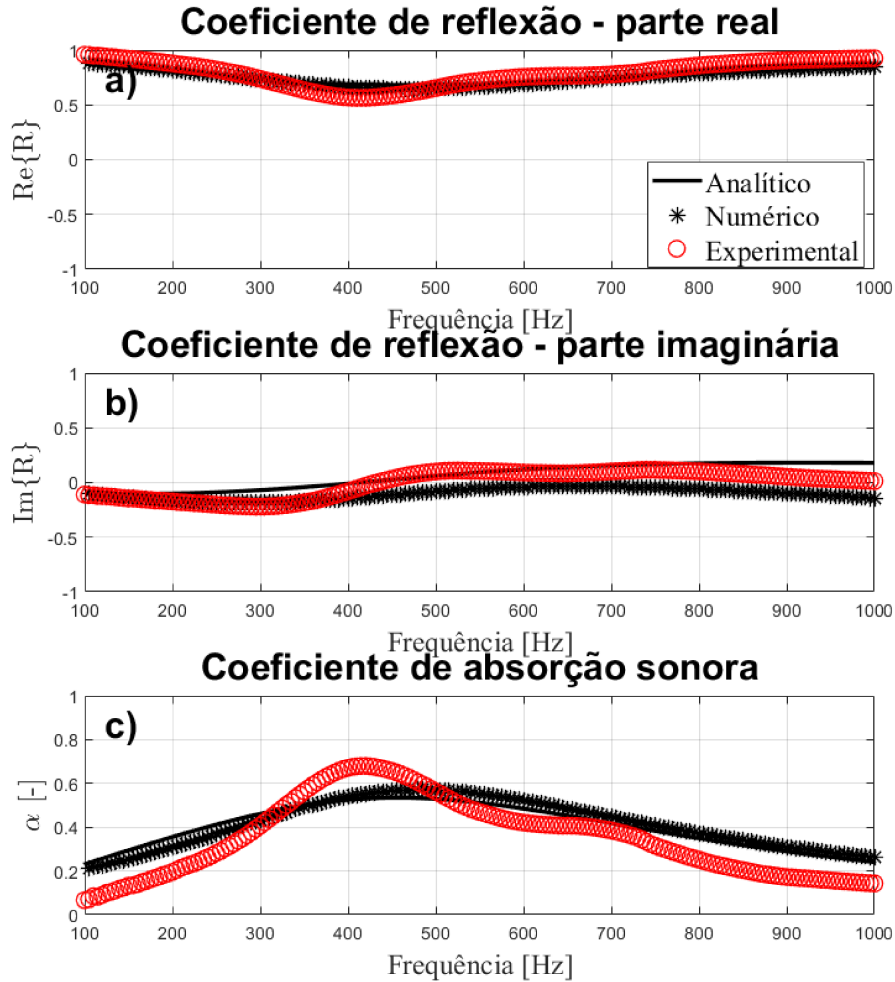 Coeficiente de reflexão - parte real
1
a)
0.5
0
-0.5
-1
Re{R}
Analítico
Numérico
Experimental
100 200 300 400 500 600 700 800 900 1000
Frequência [Hz]
Coeficiente de reflexão - parte imaginária
1
b)
0.5
0
-0.5
-1
Im{R}
100 200 300 400 500 600 700 800 900 1000
Frequência [Hz]
Coeficiente de absorção sonora
1
c)
0.8
0.6
0.4
0.2
0
α [-]
100 200 300 400 500 600 700 800 900 1000
Frequência [Hz]